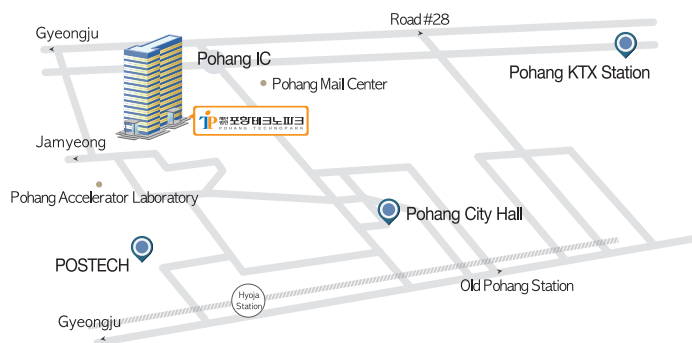 Road #28
Gyeongju
Pohang IC
Pohang KTX Station
Pohang Mail Center
TP 재단법인 포항테크노파크
POHANG TECHNOPARK
Jamyeong
Pohang Accelerator Laboratory
Pohang City Hall
POSTECH
Old Pohang Station
Hyoja
Station
Gyeongju